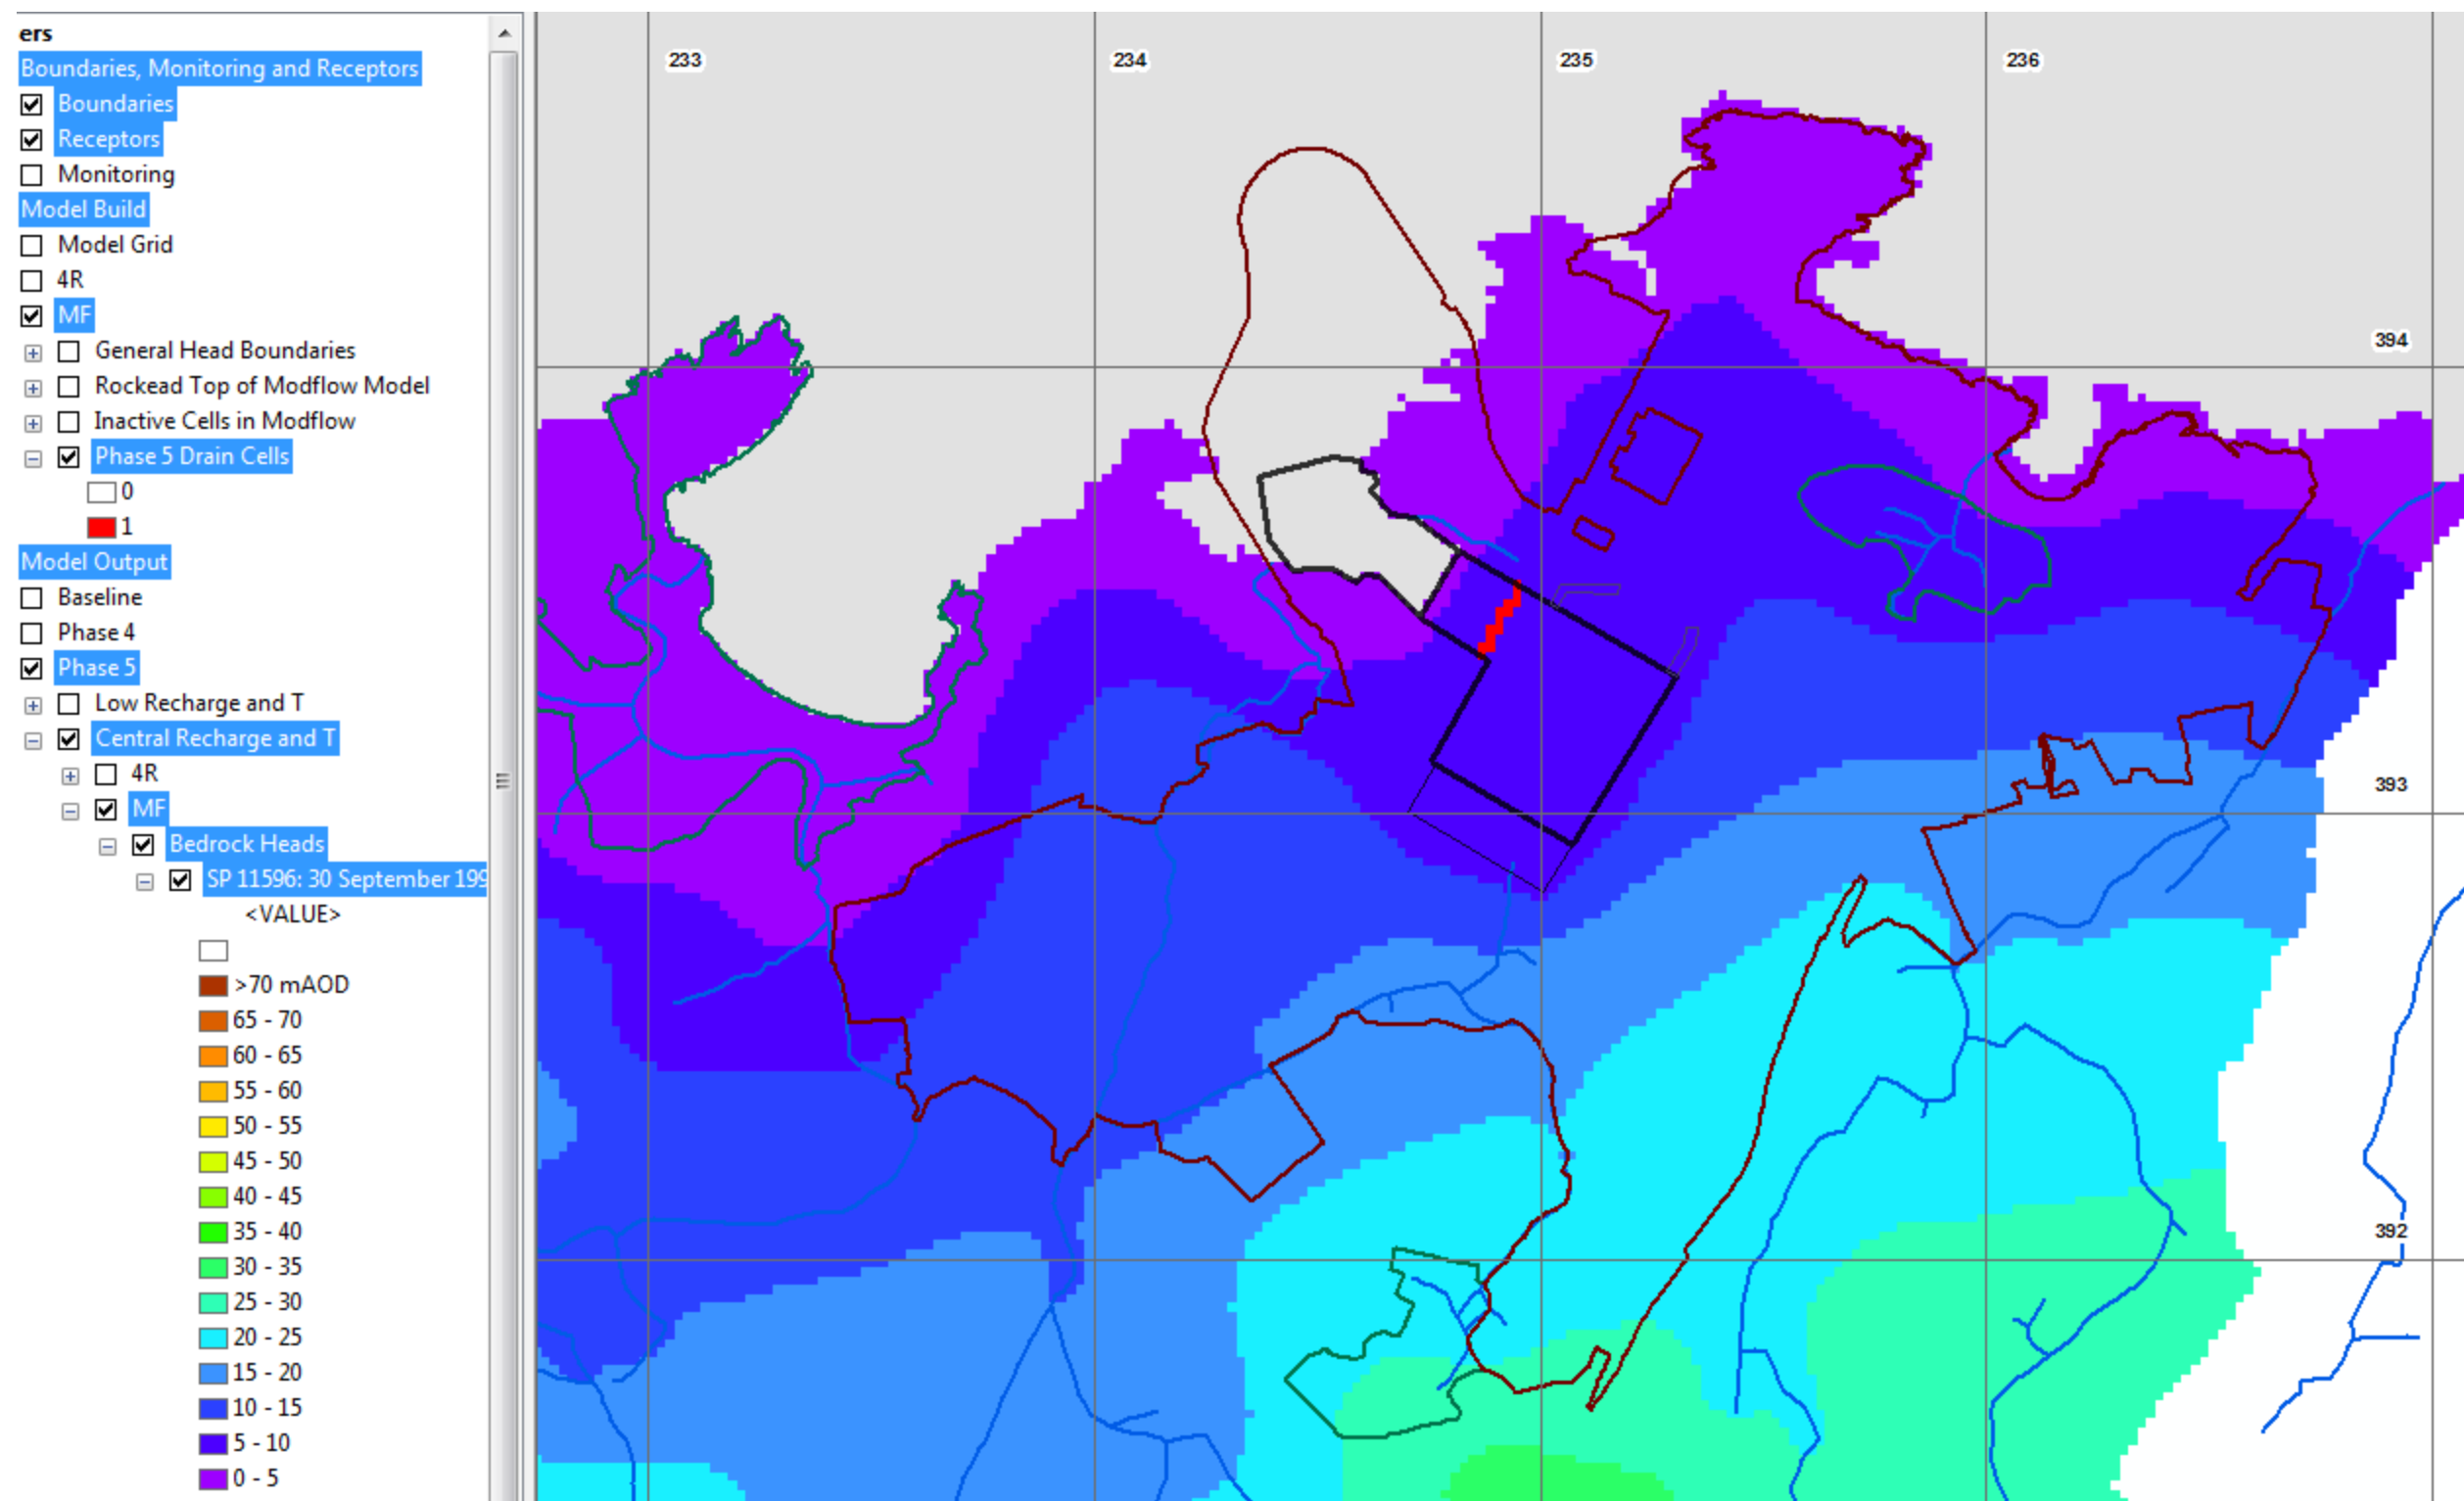 ers
Boundaries, Monitoring and Receptors
Boundaries
Receptors
Monitoring
Model Build
Model Grid
4R
MF
General Head Boundaries
Rockead Top of Modflow Model
Inactive Cells in Modflow
Phase 5 Drain Cells
0
1
Model Output
Baseline
Phase 4
Phase 5
Low Recharge and T
Central Recharge and T
4R
MF
Bedrock Heads
SP 11596: 30 September 199
<VALUE>
>70 mAOD
65 - 70
60 - 65
55 - 60
50 - 55
45 - 50
40 - 45
35 - 40
30 - 35
25 - 30
20 - 25
15 - 20
10 - 15
5 - 10
0 - 5
233
234
235
236
394
393
392